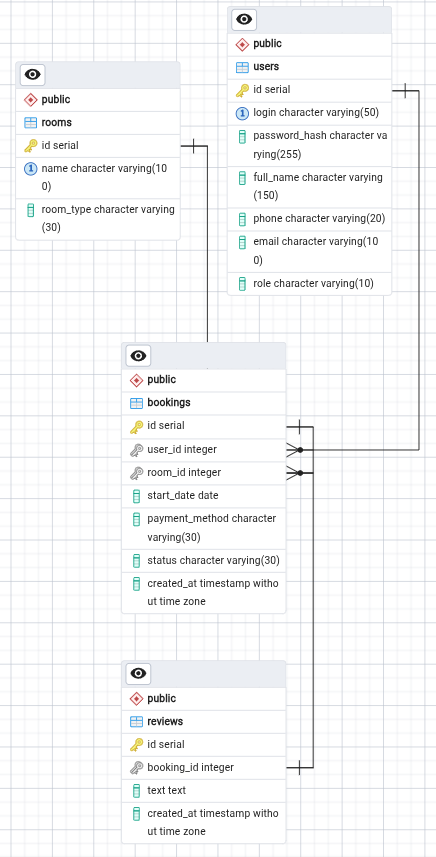 public
users
id serial
1 login character varying(50)
password_hash character va
rying(255)
full_name character varying
(150)
phone character varying(20)
email character varying(10
0)
role character varying(10)
public
rooms
id serial
1 name character varying(10
0)
room_type character varying
(30)
public
bookings
id serial
user_id integer
room_id integer
start_date date
payment_method character
varying(30)
status character varying(30)
created_at timestamp witho
ut time zone
public
reviews
id serial
booking_id integer
text text
created_at timestamp witho
ut time zone